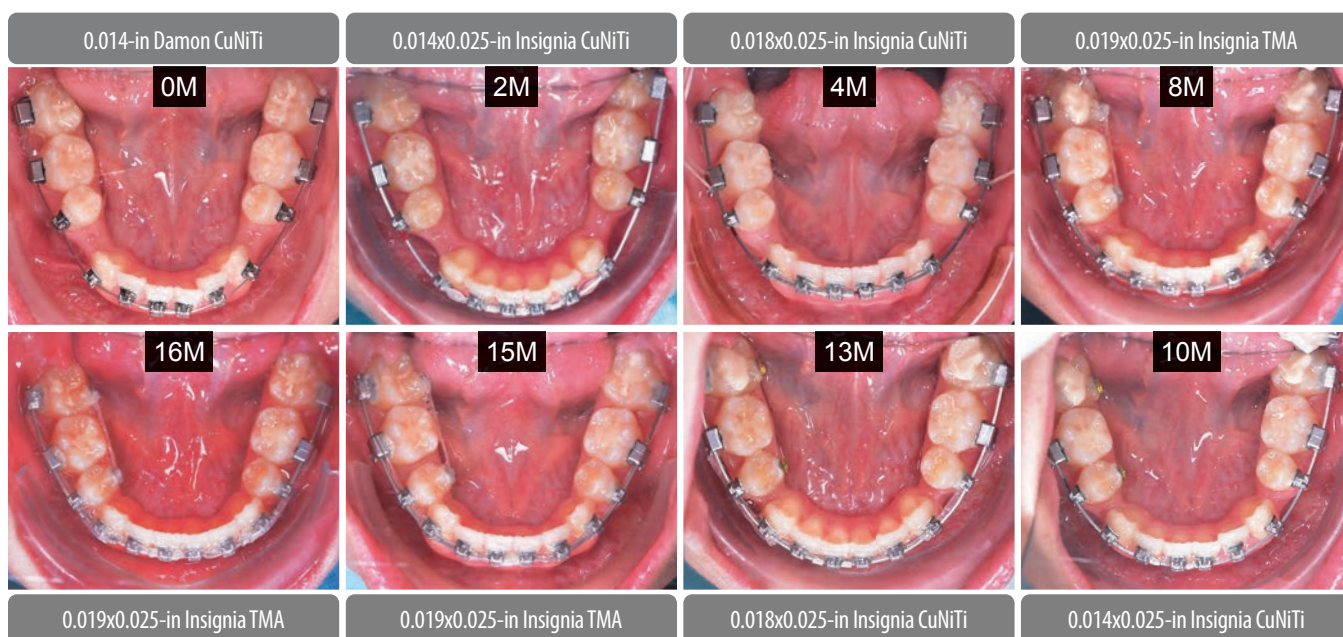 0.014-in Damon CuNiTi
0.014x0.025-in Insignia CuNiTi
0.018x0.025-in Insignia CuNiTi
0.019x0.025-in Insignia TMA
0M
2M
4M
8M
16M
15M
13M
10M
0.019x0.025-in Insignia TMA
0.019x0.025-in Insignia TMA
0.018x0.025-in Insignia CuNiTi
0.014x0.025-in Insignia CuNiTi